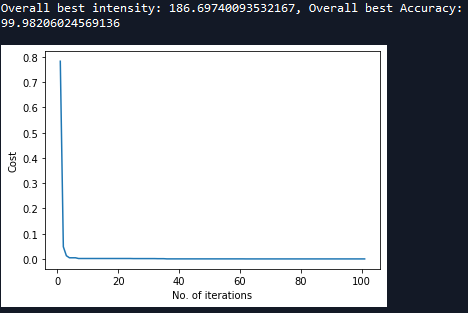 Overall best intensity: 186.69740093532167, Overall best Accuracy:
99.98206024569136
0.8
0.7
0.6
0.5
0.4
0.3
0.2
0.1
0.0
Cost
0 20 40 60 80 100
No. of iterations